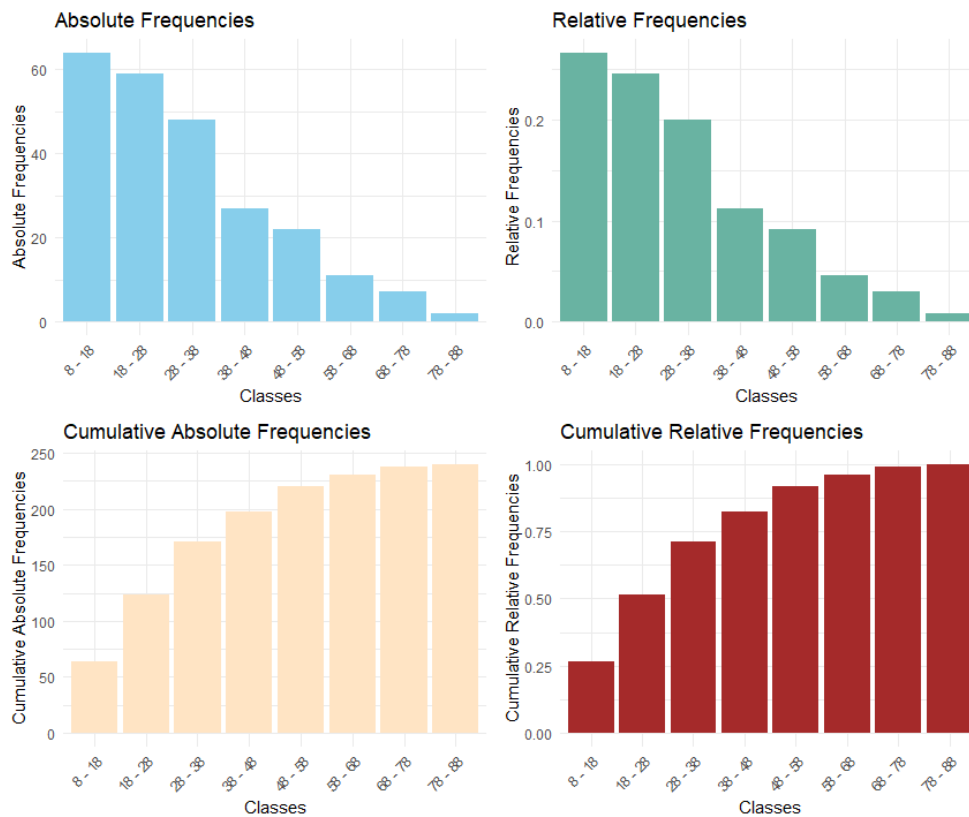 Absolute Frequencies
Absolute Frequencies
60
40
20
0
8 - 18
18 - 28
28 - 38
38 - 48
48 - 58
58 - 68
68 - 78
78 - 88
Classes
Relative Frequencies
Relative Frequencies
0.2
0.1
0.0
8 - 18
18 - 28
28 - 38
38 - 48
48 - 58
58 - 68
68 - 78
78 - 88
Classes
Cumulative Absolute Frequencies
Cumulative Absolute Frequencies
250
200
150
100
50
0
8 - 18
18 - 28
28 - 38
38 - 48
48 - 58
58 - 68
68 - 78
78 - 88
Classes
Cumulative Relative Frequencies
Cumulative Relative Frequencies
1.00
0.75
0.50
0.25
0.00
8 - 18
18 - 28
28 - 38
38 - 48
48 - 58
58 - 68
68 - 78
78 - 88
Classes